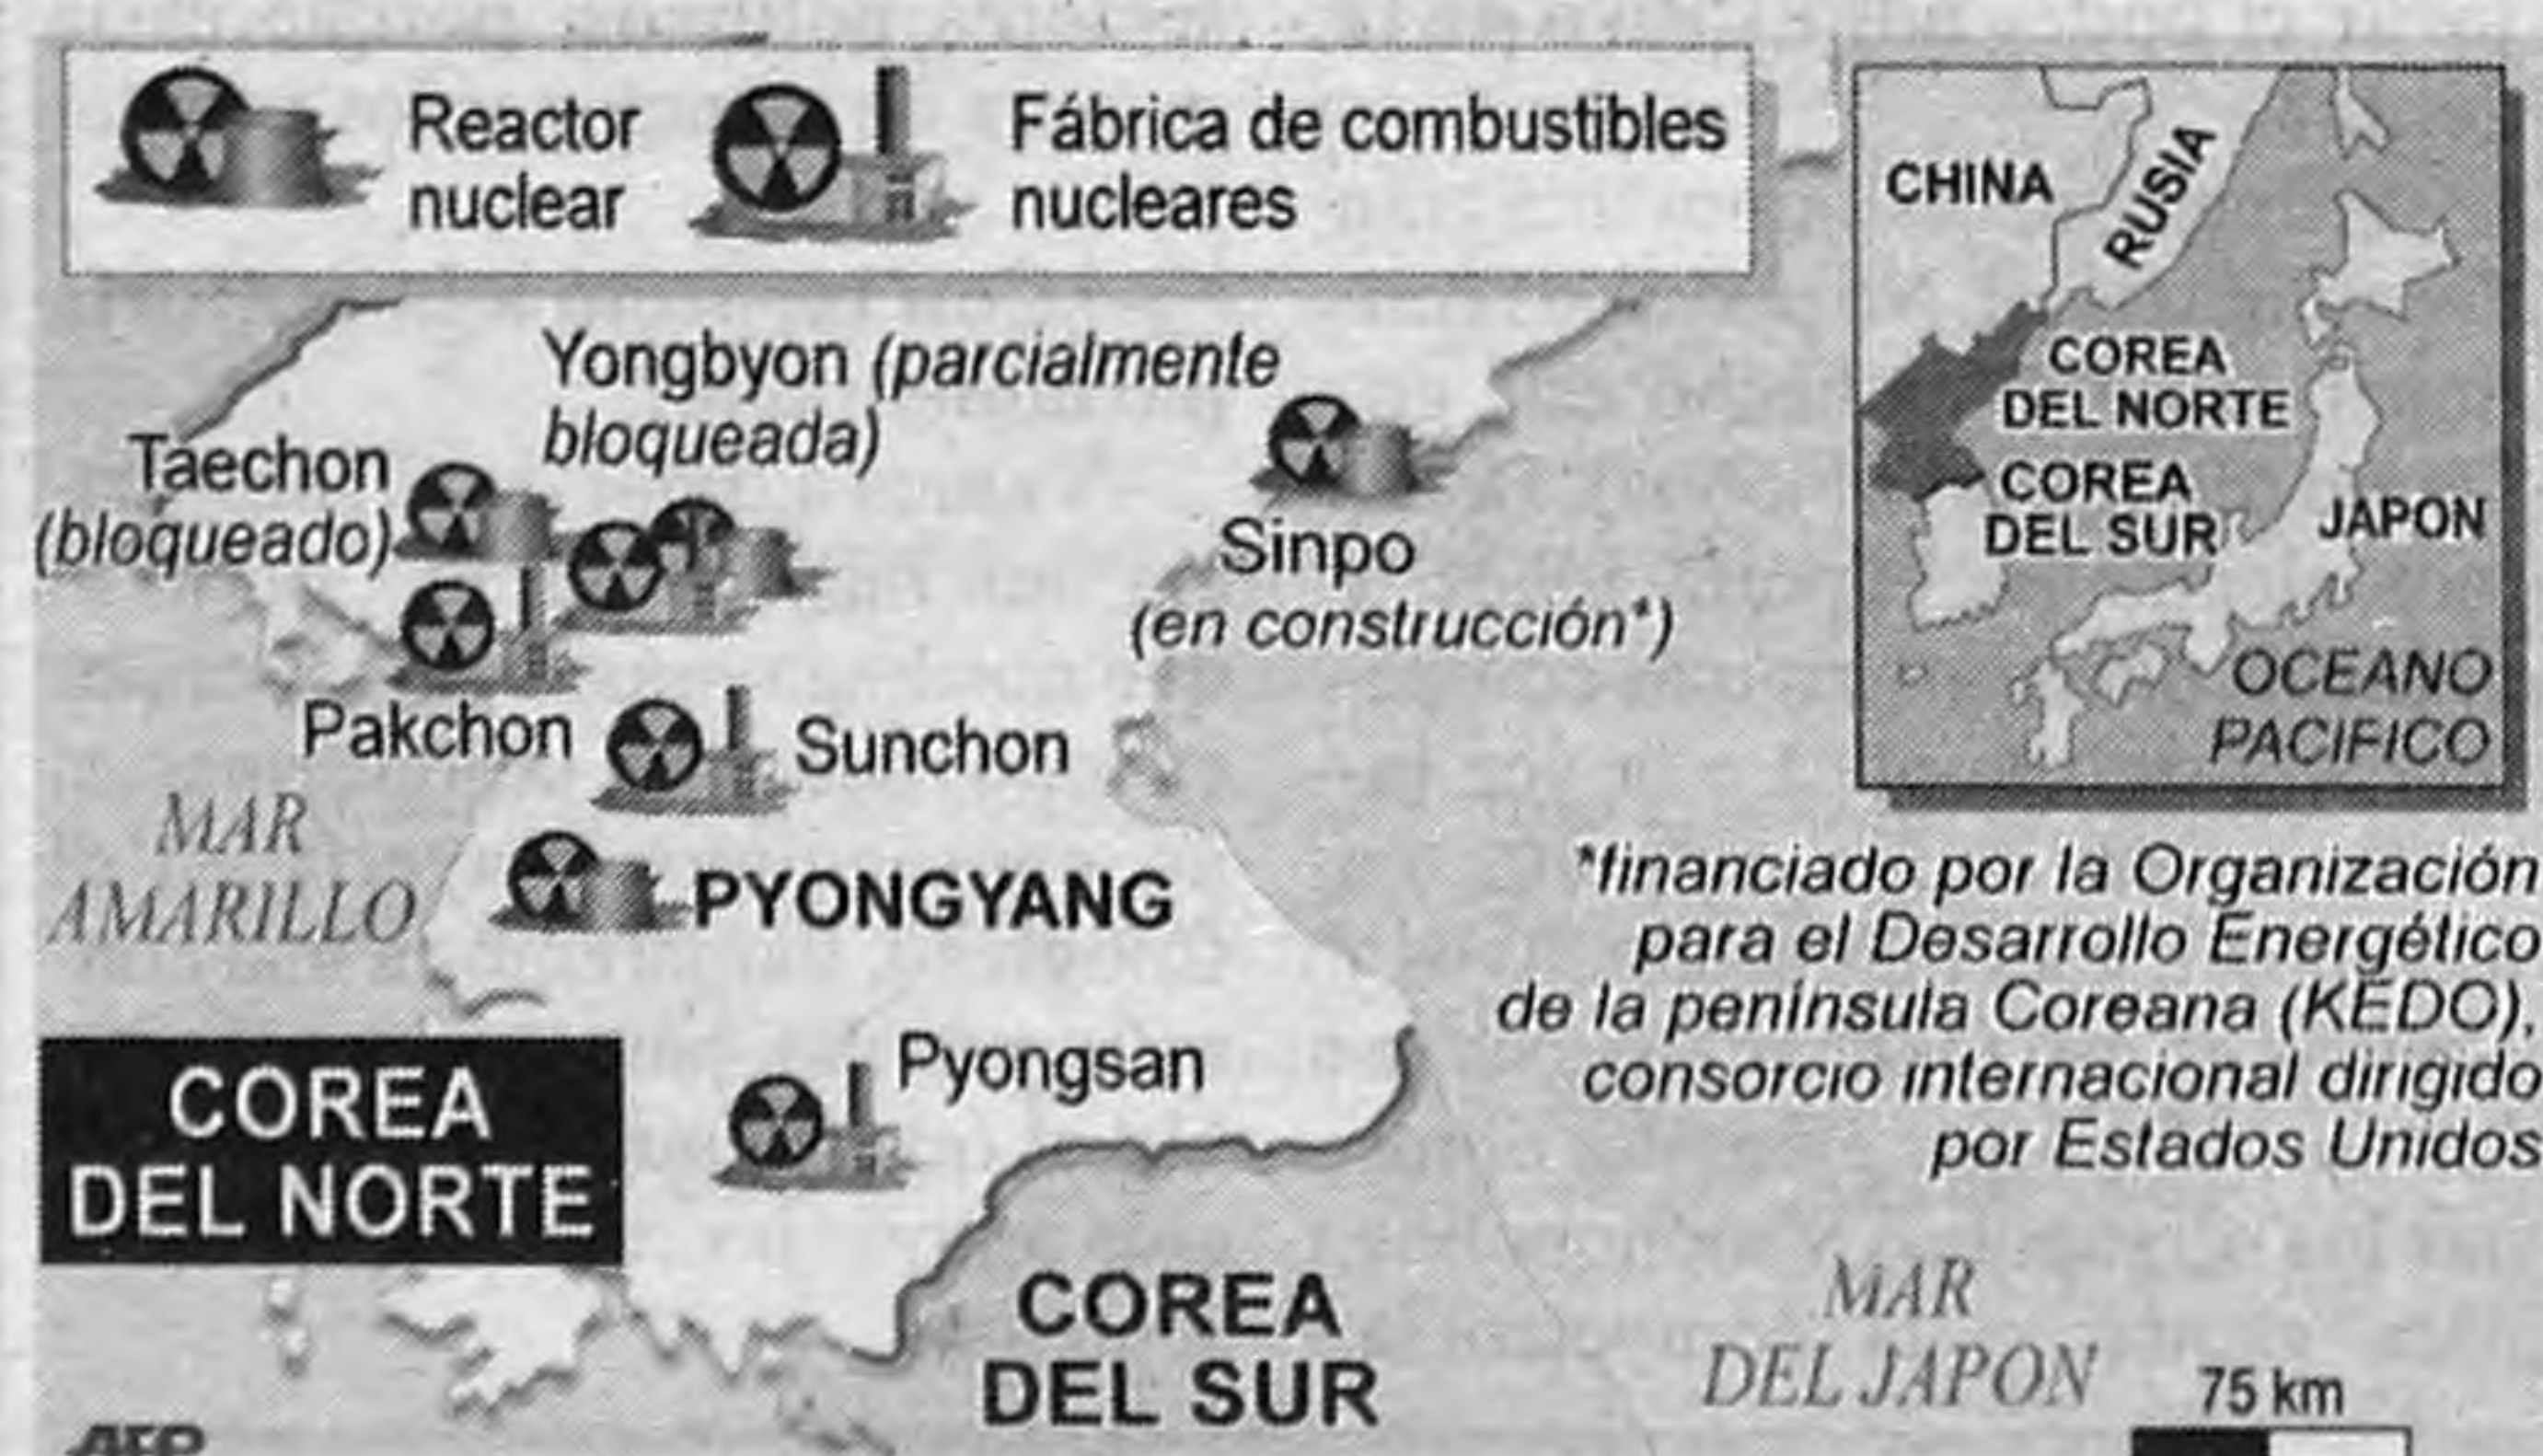 Reactor
nuclear
Fábrica de combustibles
nucleares
CHINA
RUSIA
COREA
DEL NORTE
COREA
DEL SUR
JAPON
OCEANO
PACIFICO
Yongbyon (parcialmente
bloqueada)
Taechon
(bloqueado)
Sinpo
(en construcción*)
Pakchon
Sunchon
MAR
AMARILLO
PYONGYANG
*financiado por la Organización
para el Desarrollo Energético
de la península Coreana (KEDO),
consorcio internacional dirigido
por Estados Unidos
Pyongsan
COREA
DEL NORTE
COREA
DEL SUR
MAR
DEL JAPON
75 km
AFP